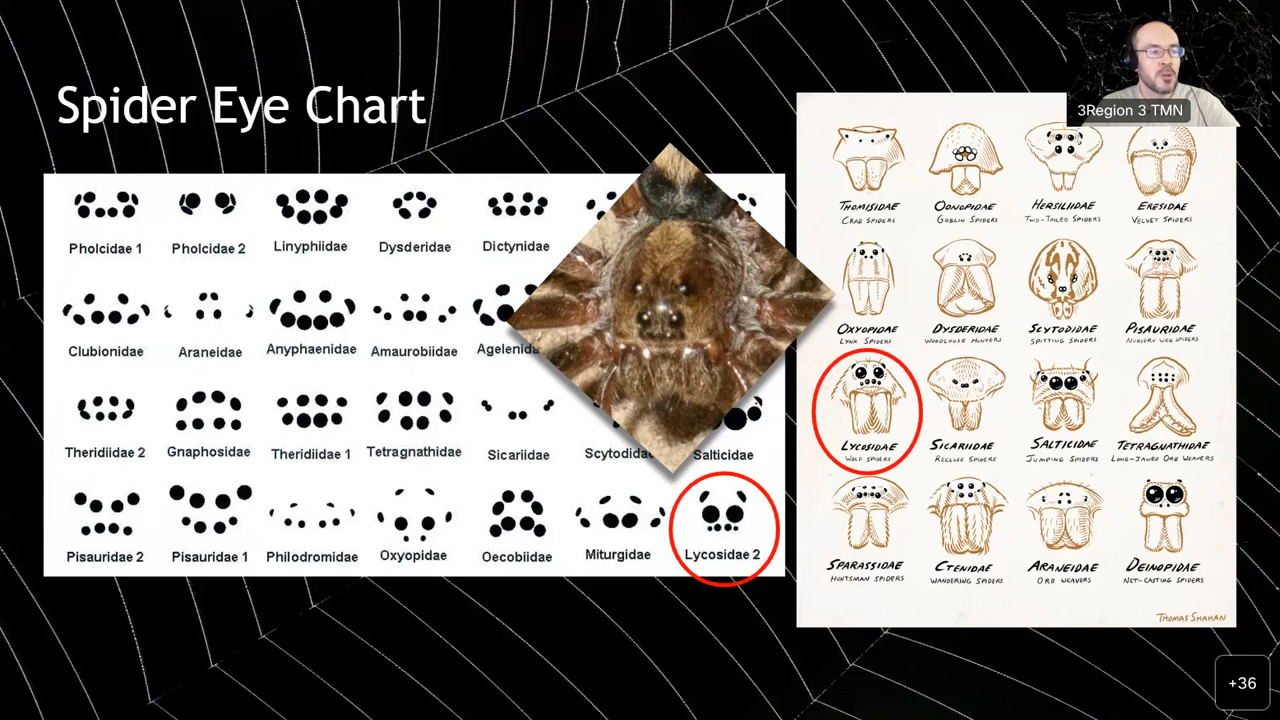 3Region 3 TMN
Spider Eye Chart
Pholcidae 1
Pholcidae 2
Linyphiidae
Dysderidae
Dictynidae
Clubionidae
Araneidae
Anyphaenidae
Amaurobiidae
Theridiidae 2
Gnaphosidae
Theridiidae 1
Tetragnathidae
Sicariidae
Salticidae
Pisauridae 2
Pisauridae 1
Philodromidae
Oxyopidae
Oecobiidae
Miturgidae
Lycosidae 2
THOMISIDAE
CRAB SPIDERS
OONOPIDAE
GOBLIN SPIDERS
HERSILIIDAE
TWO-TAILED SPIDERS
ERESIDAE
VELVET SPIDERS
OXYOPIDAE
LYNX SPIDERS
DYSDERIDAE
WOODLOUSE HUNTERS
SCYTODIDAE
SPITTING SPIDERS
PISAURIDAE
NURSERY WEB SPIDERS
LYCOSIDAE
WOLF SPIDERS
SICARIIDAE
RECLUSE SPIDERS
SALTICIDAE
JUMPING SPIDERS
TETRAGNATHIDAE
LONG-JAWED ORB WEAVERS
SPARASSIDAE
HUNTSMAN SPIDERS
CTENIDAE
WANDERING SPIDERS
ARANEIDAE
ORB WEAVERS
DEINOPIDAE
NET-CASTING SPIDERS
THOMAS SHAHAN
+36